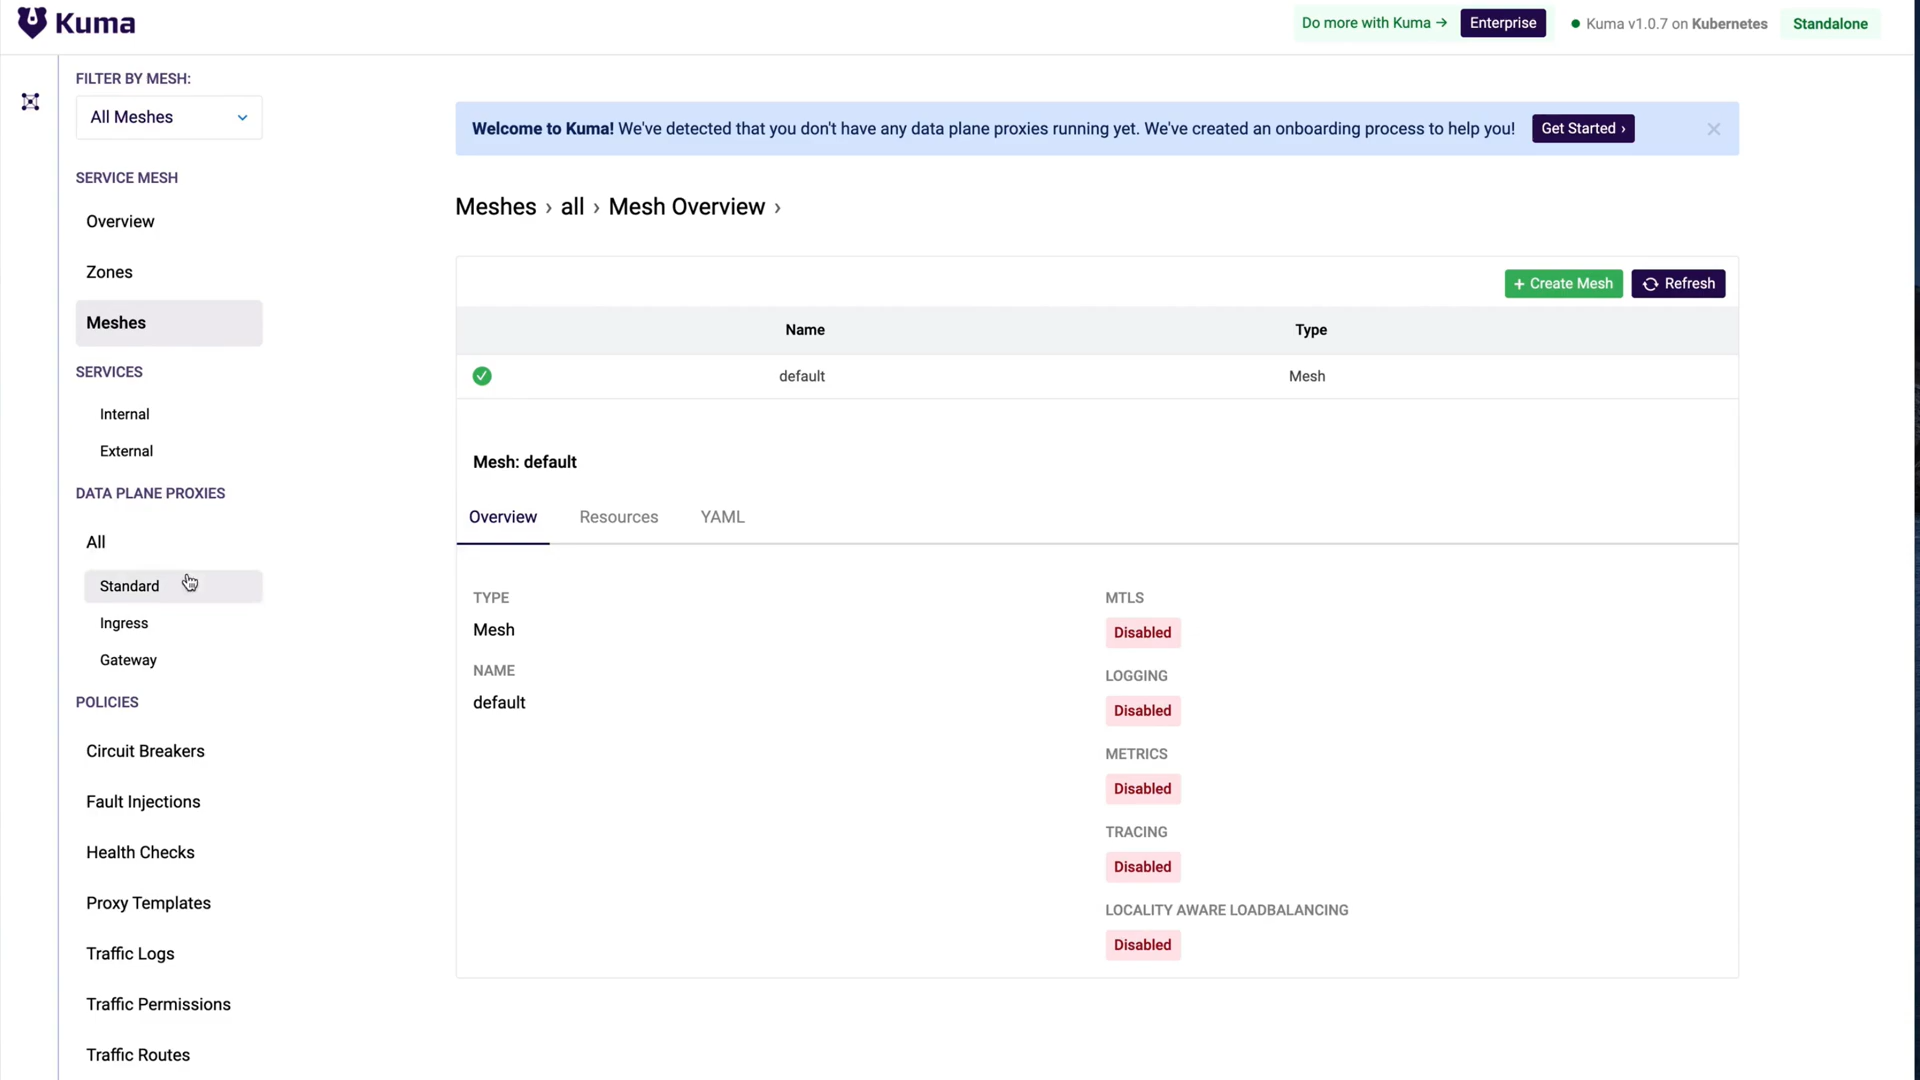 Kuma
Do more with Kuma →
Enterprise
Kuma v1.0.7 on Kubernetes
Standalone
FILTER BY MESH:
All Meshes
SERVICE MESH
Overview
Zones
Meshes
SERVICES
Internal
External
DATA PLANE PROXIES
All
Standard
Ingress
Gateway
POLICIES
Circuit Breakers
Fault Injections
Health Checks
Proxy Templates
Traffic Logs
Traffic Permissions
Traffic Routes
Welcome to Kuma! We've detected that you don't have any data plane proxies running yet. We've created an onboarding process to help you!
Get Started ›
Meshes › all › Mesh Overview ›
+ Create Mesh
Refresh
Name Type
default Mesh
Mesh: default
Overview Resources YAML
TYPE
Mesh
NAME
default
MTLS
Disabled
LOGGING
Disabled
METRICS
Disabled
TRACING
Disabled
LOCALITY AWARE LOADBALANCING
Disabled